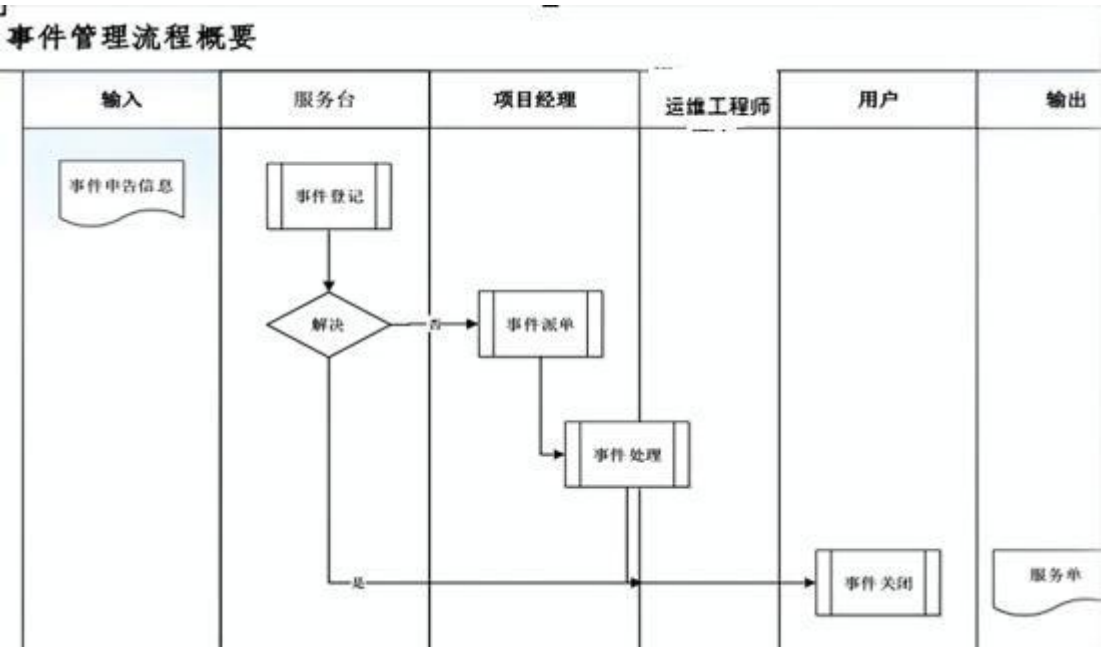 事件管理流程概要
输入
服务台
项目经理
运维工程师
用户
输出
事件申告信息
事件登记
解决
否
事件派单
事件处理
是
事件关闭
服务单